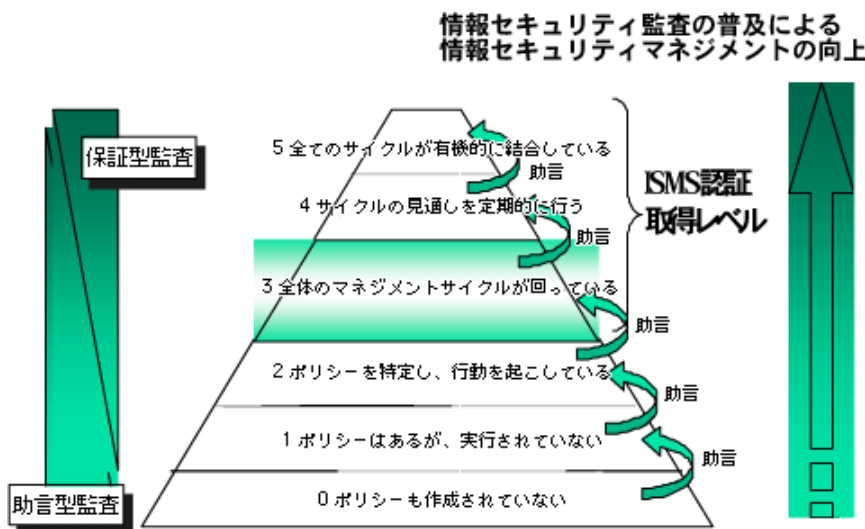 情報セキュリティ監査の普及による
情報セキュリティマネジメントの向上
保証型監査
5 全てのサイクルが有機的に結合している
助言
4 サイクルの見通しを定期的に行う
助言
ISMS認証
取得レベル
3 全体のマネジメントサイクルが回っている
助言
2 ポリシーを特定し、行動を起こしている
助言
1 ポリシーはあるが、実行されていない
助言
0 ポリシーも作成されていない
助言型監査